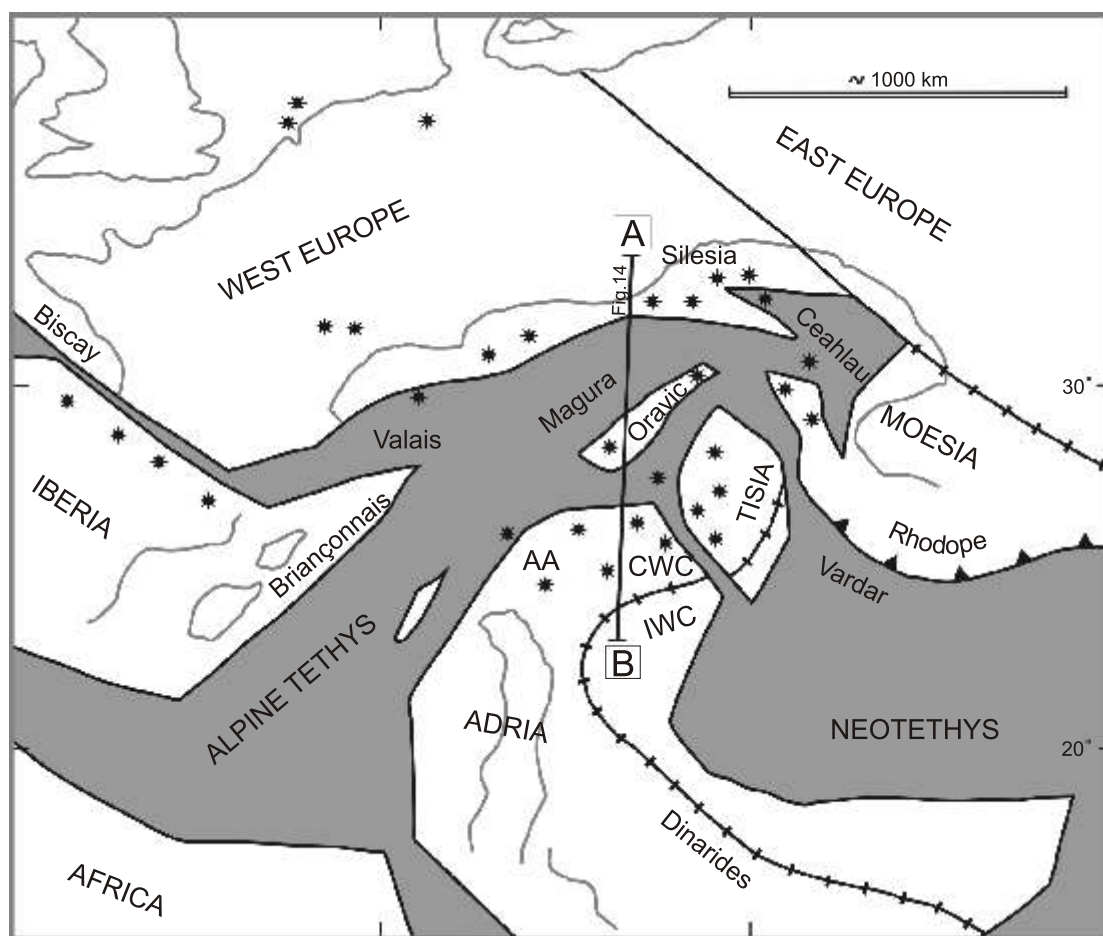 ~ 1000 km
EAST EUROPE
WEST EUROPE
A
Silesia
Fig.14
Biscay
Ceahlau
30°
Magura
Oravic
Valais
MOESIA
TISIA
IBERIA
Briançonnais
Rhodope
AA
CWC
Vardar
IWC
B
ALPINE TETHYS
ADRIA
NEOTETHYS
20°
Dinarides
AFRICA